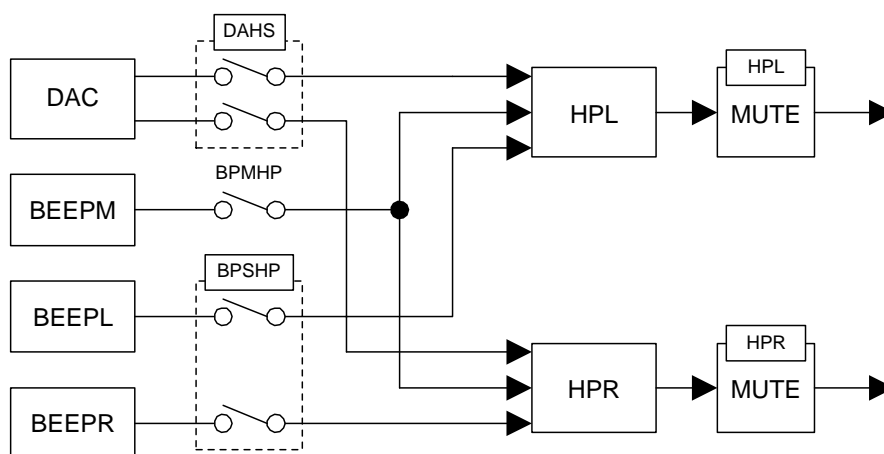 DAHS
DAC
HPL
HPL
MUTE
BPMHP
BEEPM
BPSHP
BEEPL
HPR
HPR
MUTE
BEEPR